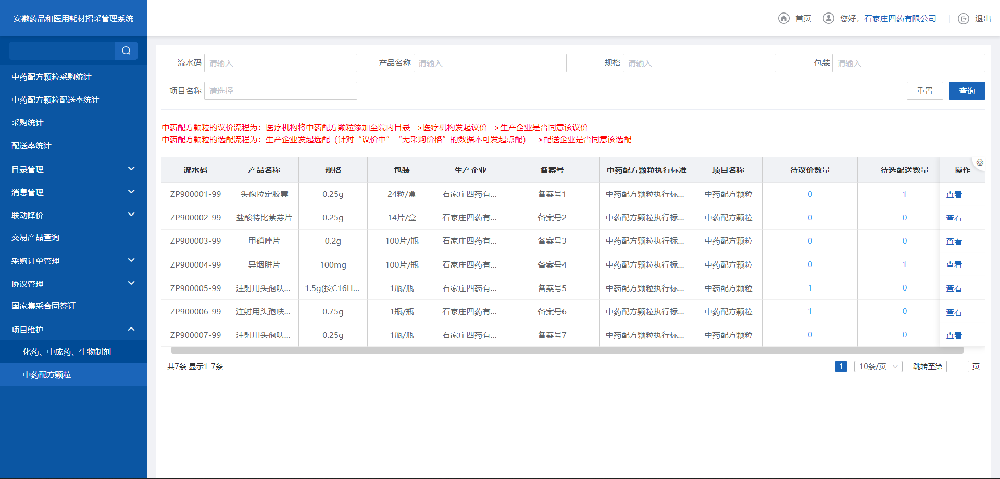 安徽药品和医用耗材招采管理系统
首页 您好，石家庄四药有限公司 退出
中药配方颗粒采购统计
中药配方颗粒配送率统计
采购统计
配送率统计
目录管理
消息管理
联动降价
交易产品查询
采购订单管理
协议管理
国家集采合同签订
项目维护
化药、中成药、生物制剂
中药配方颗粒
流水码 请输入 产品名称 请输入 规格 请输入 包装 请输入
项目名称 请选择 重置 查询
中药配方颗粒的议价流程为：医疗机构将中药配方颗粒添加至院内目录-->医疗机构发起议价-->生产企业是否同意该议价
中药配方颗粒的选配流程为：生产企业发起选配（针对“议价中”“无采购价格”的数据不可发起点配）-->配送企业是否同意该选配
流水码 产品名称 规格 包装 生产企业 备案号 中药配方颗粒执行标准 项目名称 待议价数量 待选配送数量 操作
ZP900001-99 头孢拉定胶囊 0.25g 24粒/盒 石家庄四药有... 备案号1 中药配方颗粒执行标... 中药配方颗粒 0 1 查看
ZP900002-99 盐酸特比萘芬片 0.25g 14片/盒 石家庄四药有... 备案号2 中药配方颗粒执行标... 中药配方颗粒 0 0 查看
ZP900003-99 甲硝唑片 0.2g 100片/瓶 石家庄四药有... 备案号3 中药配方颗粒执行标... 中药配方颗粒 0 0 查看
ZP900004-99 异烟肼片 100mg 100片/瓶 石家庄四药有... 备案号4 中药配方颗粒执行标... 中药配方颗粒 0 1 查看
ZP900005-99 注射用头孢呋... 1.5g(按C16H... 1瓶/瓶 石家庄四药有... 备案号5 中药配方颗粒执行标... 中药配方颗粒 1 0 查看
ZP900006-99 注射用头孢呋... 0.75g 1瓶/瓶 石家庄四药有... 备案号6 中药配方颗粒执行标... 中药配方颗粒 1 0 查看
ZP900007-99 注射用头孢呋... 0.25g 1瓶/瓶 石家庄四药有... 备案号7 中药配方颗粒执行标... 中药配方颗粒 0 0 查看
共7条 显示1-7条 1 10条/页 跳转至第 页